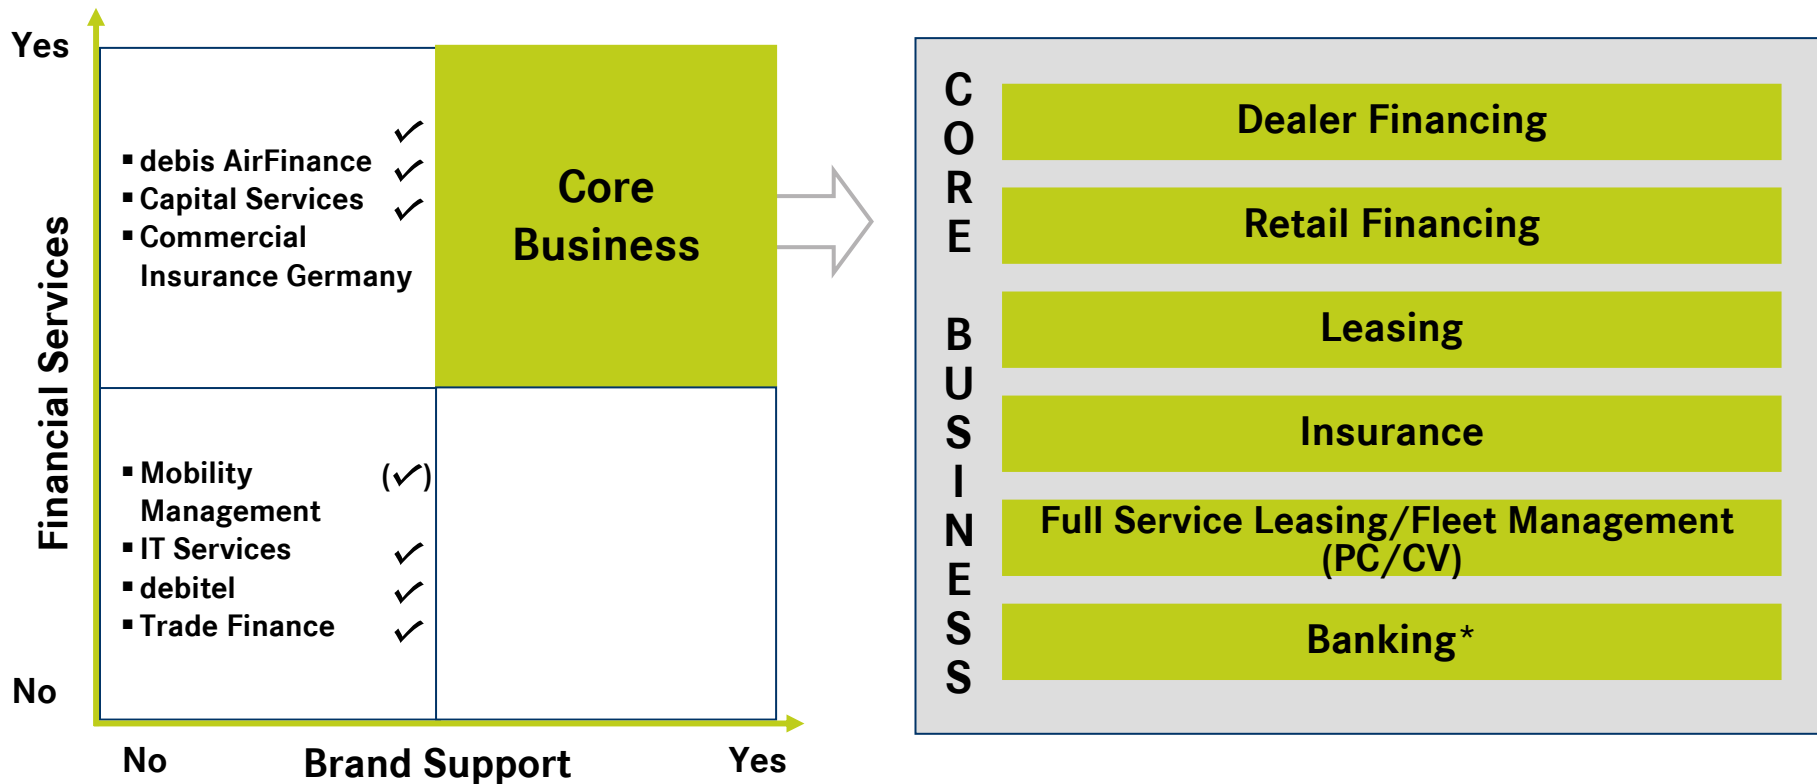 Yes
Financial Services
No
✓
▪ debis AirFinance ✓
▪ Capital Services ✓
▪ Commercial
Insurance Germany
Core
Business
▪ Mobility (✓)
Management
▪ IT Services ✓
▪ debitel ✓
▪ Trade Finance ✓
No
Brand Support
Yes
CORE BUSINESS
Dealer Financing
Retail Financing
Leasing
Insurance
Full Service Leasing/Fleet Management
(PC/CV)
Banking*